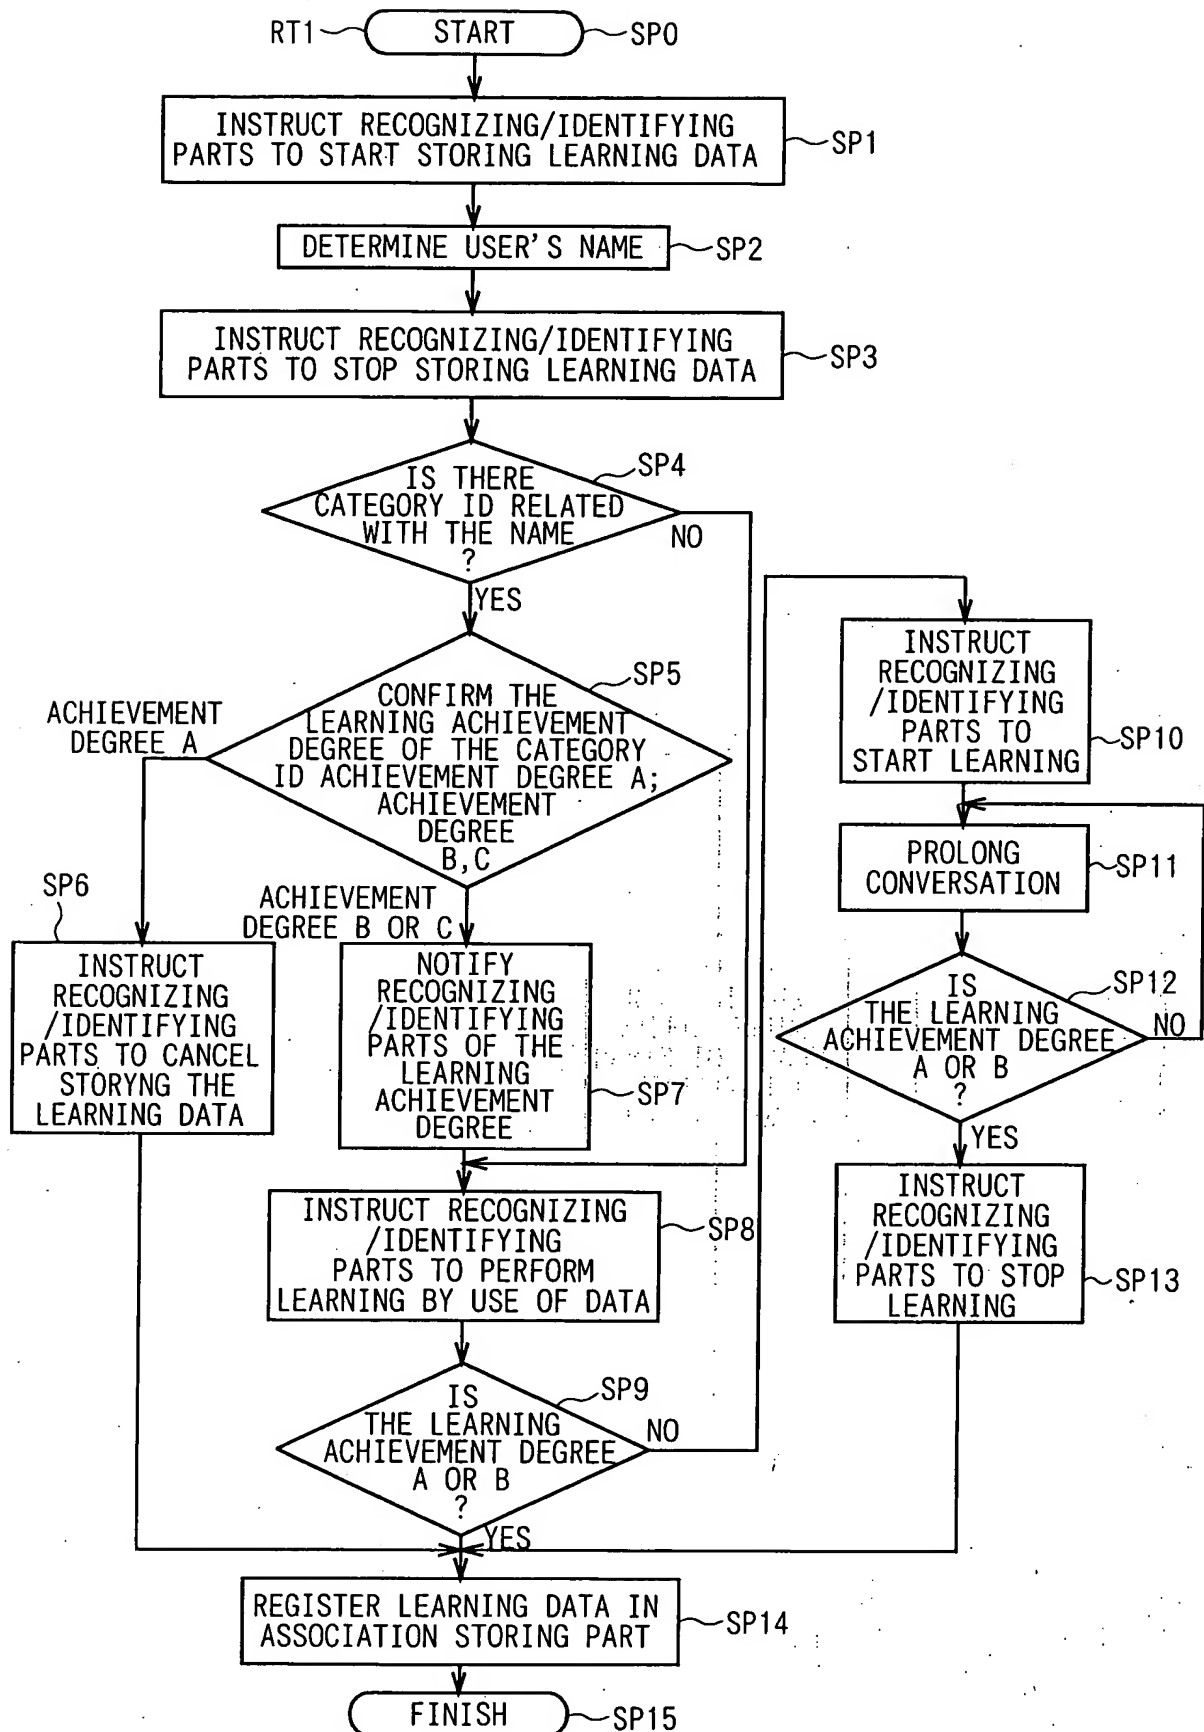 RT1
START
SP0
INSTRUCT RECOGNIZING/IDENTIFYING
PARTS TO START STORING LEARNING DATA
SP1
DETERMINE USER'S NAME
SP2
INSTRUCT RECOGNIZING/IDENTIFYING
PARTS TO STOP STORING LEARNING DATA
SP3
IS THERE
CATEGORY ID RELATED
WITH THE NAME
?
SP4
NO
YES
CONFIRM THE
LEARNING ACHIEVEMENT
DEGREE OF THE CATEGORY
ID ACHIEVEMENT DEGREE A;
ACHIEVEMENT
DEGREE
B,C
SP5
ACHIEVEMENT
DEGREE A
ACHIEVEMENT
DEGREE B OR C
SP6
INSTRUCT
RECOGNIZING
/IDENTIFYING
PARTS TO CANCEL
STORYNG THE
LEARNING DATA
NOTIFY
RECOGNIZING
/IDENTIFYING
PARTS OF THE
LEARNING
ACHIEVEMENT
DEGREE
SP7
INSTRUCT RECOGNIZING
/IDENTIFYING
PARTS TO PERFORM
LEARNING BY USE OF DATA
SP8
IS
THE LEARNING
ACHIEVEMENT DEGREE
A OR B
?
SP9
NO
YES
INSTRUCT
RECOGNIZING
/IDENTIFYING
PARTS TO
START LEARNING
SP10
PROLONG
CONVERSATION
SP11
IS
THE LEARNING
ACHIEVEMENT DEGREE
A OR B
?
SP12
NO
YES
INSTRUCT
RECOGNIZING
/IDENTIFYING
PARTS TO STOP
LEARNING
SP13
REGISTER LEARNING DATA IN
ASSOCIATION STORING PART
SP14
FINISH
SP15